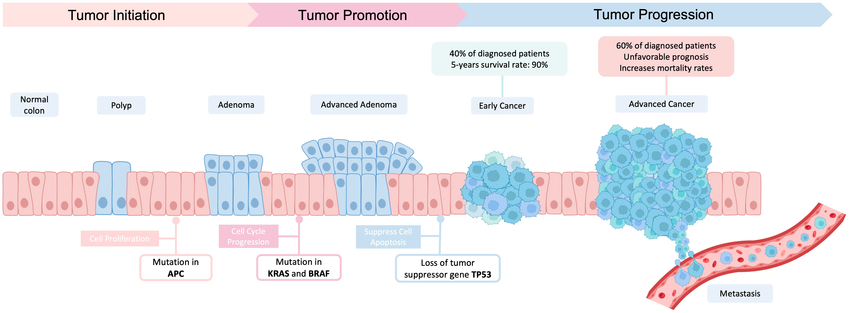 Tumor Initiation
Tumor Promotion
Tumor Progression
40% of diagnosed patients
5-years survival rate: 90%
60% of diagnosed patients
Unfavorable prognosis
Increases mortality rates
Normal
colon
Polyp
Adenoma
Advanced Adenoma
Early Cancer
Advanced Cancer
Cell Proliferation
Cell Cycle
Progression
Suppress Cell
Apoptosis
Mutation in
APC
Mutation in
KRAS and BRAF
Loss of tumor
suppressor gene TP53
Metastasis